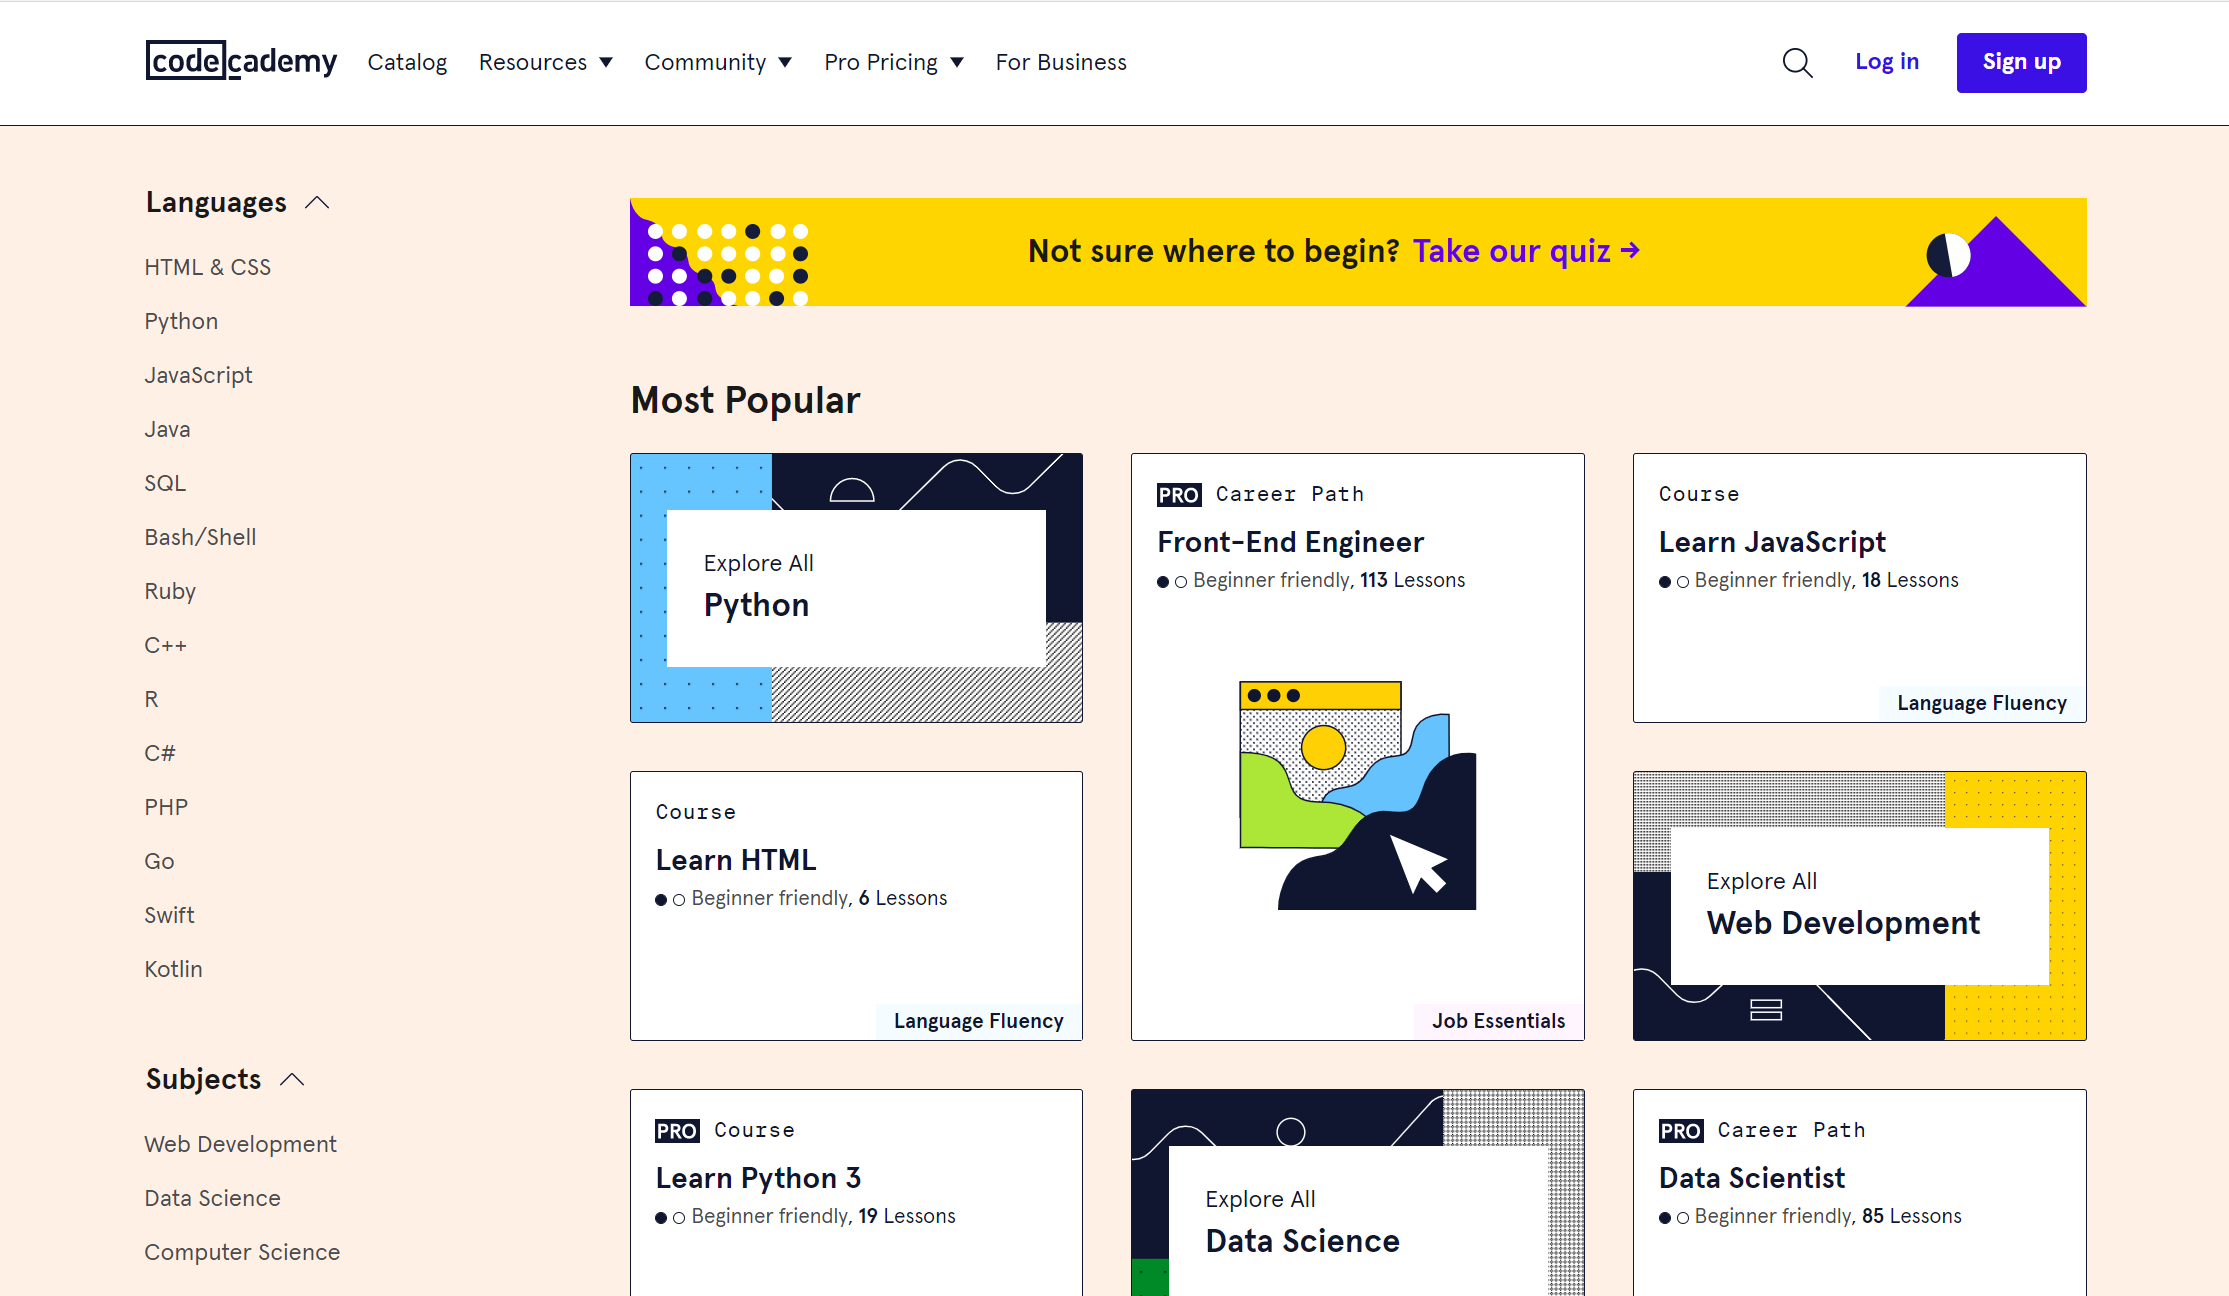 codecademy
Catalog
Resources
Community
Pro Pricing
For Business
Log in
Sign up
Languages
HTML & CSS
Python
JavaScript
Java
SQL
Bash/Shell
Ruby
C++
R
C#
PHP
Go
Swift
Kotlin
Subjects
Web Development
Data Science
Computer Science
Not sure where to begin? Take our quiz →
Most Popular
Explore All
Python
PRO Career Path
Front-End Engineer
Beginner friendly, 113 Lessons
Job Essentials
Course
Learn JavaScript
Beginner friendly, 18 Lessons
Language Fluency
Course
Learn HTML
Beginner friendly, 6 Lessons
Language Fluency
Explore All
Web Development
PRO Course
Learn Python 3
Beginner friendly, 19 Lessons
Explore All
Data Science
PRO Career Path
Data Scientist
Beginner friendly, 85 Lessons